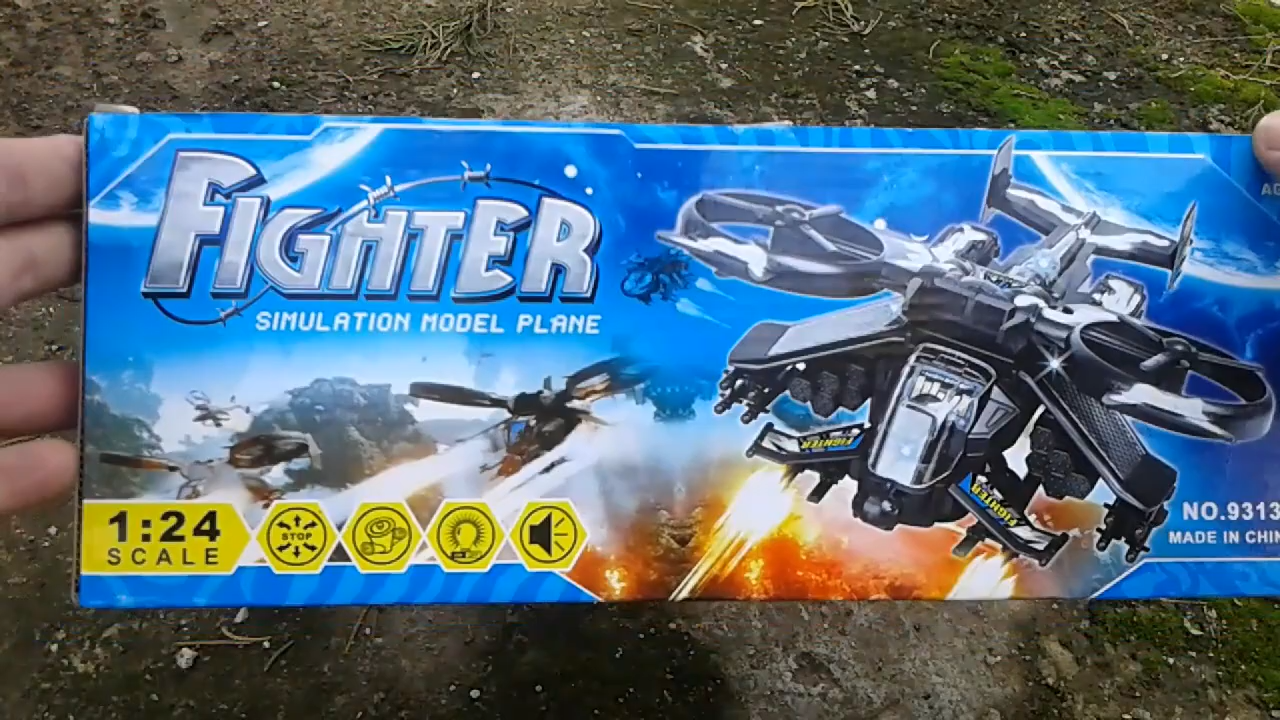 FIGHTER
SIMULATION MODEL PLANE
1:24
SCALE
STOP
FIGHTER
FIGHTER
NO.9313
MADE IN CHIN